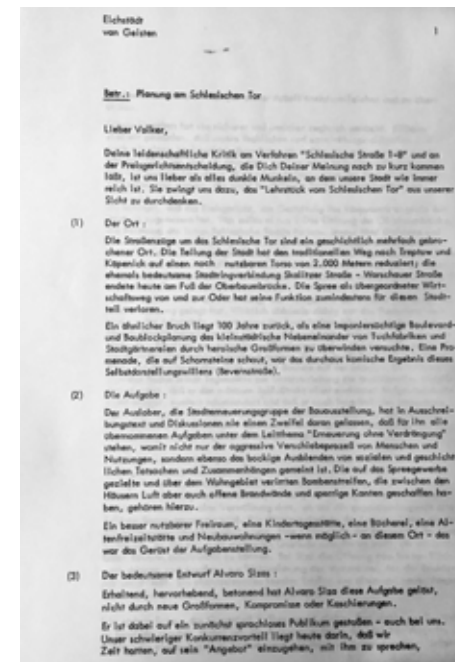 Eichstädt
van Geisten
1
Betr.: Planung am Schlesischen Tor
Lieber Volker,
Deine leidenschaftliche Kritik am Verfahren "Schlesische Straße 1-8" und an
der Preisgerichtsentscheidung, die Dich Deiner Meinung nach zu kurz kommen
läßt, ist uns lieber als alles dunkle Munkeln, an dem unsere Stadt wie immer
reich ist. Sie zwingt uns dazu, das "Lehrstück vom Schlesischen Tor" aus unserer
Sicht zu durchdenken.
(1) Der Ort :
Die Straßenzüge um das Schlesische Tor sind ein geschichtlich mehrfach gebro-
chener Ort. Die Teilung der Stadt hat den traditionellen Weg nach Treptow und
Köpenick auf einen noch nutzbaren Torso von 2.000 Metern reduziert; die
ehemals bedeutsame Stadtringverbindung Skalitzer Straße - Warschauer Straße
endete heute am Fuß der Oberbaumbrücke. Die Spree als übergeordneter Wirt-
schaftsweg von und zur Oder hat seine Funktion zumindestens für diesen Stadt-
teil verloren.
Ein ähnlicher Bruch liegt 100 Jahre zurück, als eine imponiersüchtige Boulevard-
und Baublockplanung das kleinstädtische Nebeneinander von Tuchfabriken und
Stadtgärtnereien durch heroische Großformen zu überwinden versuchte. Eine Pro-
menade, die auf Schornsteine schaut, war das durchaus komische Ergebnis dieses
Selbstdarstellungswillens (Bevernstraße).
(2) Die Aufgabe :
Der Auslober, die Stadterneuerungsgruppe der Bauausstellung, hat in Ausschrei-
bungstext und Diskussionen nie einen Zweifel daran gelassen, daß für ihn alle
übernommenen Aufgaben unter dem Leitthema "Erneuerung ohne Verdrängung"
stehen, womit nicht nur der aggressive Verschiebeprozeß von Menschen und
Nutzungen, sondern ebenso das bockige Ausblenden von sozialen und geschicht
lichen Tatsachen und Zusammenhängen gemeint ist. Die auf das Spreegewerbe
gezielte und über dem Wohngebiet verirrten Bombenstreifen, die zwischen den
Häusern Luft aber auch offene Brandwände und sperrige Kanten geschaffen ha-
ben, gehören hierzu.
Ein besser nutzbarer Freiraum, eine Kindertagesstätte, eine Bücherei, eine Al-
tenfreizeitstätte und Neubauwohnungen -wenn möglich - an diesem Ort - das
war das Gerüst der Aufgabenstellung.
(3) Der bedeutsame Entwurf Alvaro Sizas :
Erhaltend, hervorhebend, betonend hat Alvaro Siza diese Aufgabe gelöst,
nicht durch neue Großformen, Kompromisse oder Kaschierungen.
Er ist dabei auf ein zunächst sprachloses Publikum gestoßen - auch bei uns.
Unser schwieriger Konkurrenzvorteil liegt heute darin, daß wir
Zeit hatten, auf sein "Angebot" einzugehen, mit ihm zu sprechen,